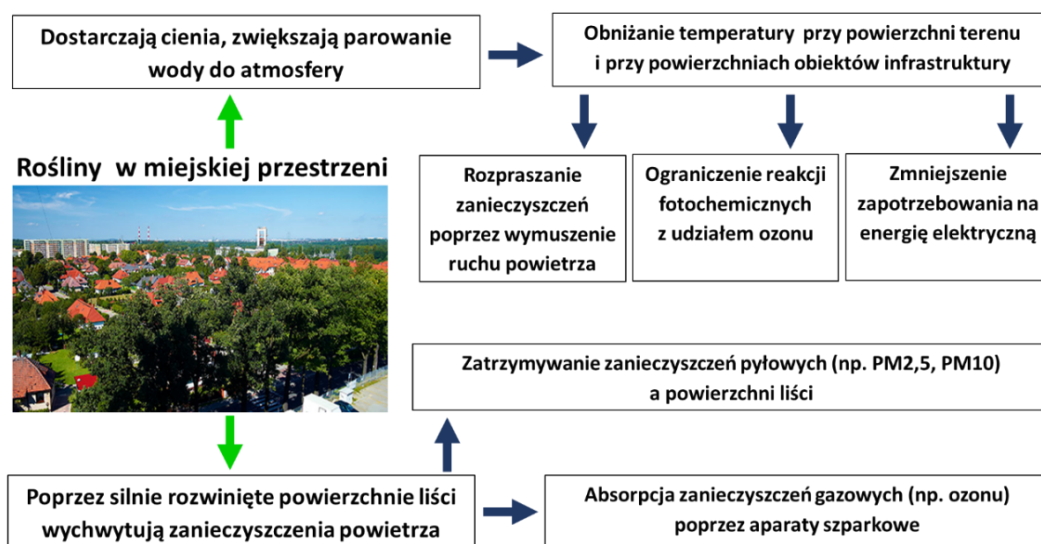 Dostarczają cienia, zwiększają parowanie
wody do atmosfery
Obniżanie temperatury przy powierzchni terenu
i przy powierzchniach obiektów infrastruktury
Rośliny w miejskiej przestrzeni
Rozpraszanie
zanieczyszczeń
poprzez wymuszenie
ruchu powietrza
Ograniczenie reakcji
fotochemicznych
z udziałem ozonu
Zmniejszenie
zapotrzebowania na
energię elektryczną
Zatrzymywanie zanieczyszczeń pyłowych (np. PM2,5, PM10)
a powierzchni liści
Poprzez silnie rozwinięte powierzchnie liści
wychwytują zanieczyszczenia powietrza
Absorpcja zanieczyszczeń gazowych (np. ozonu)
poprzez aparaty szparkowe